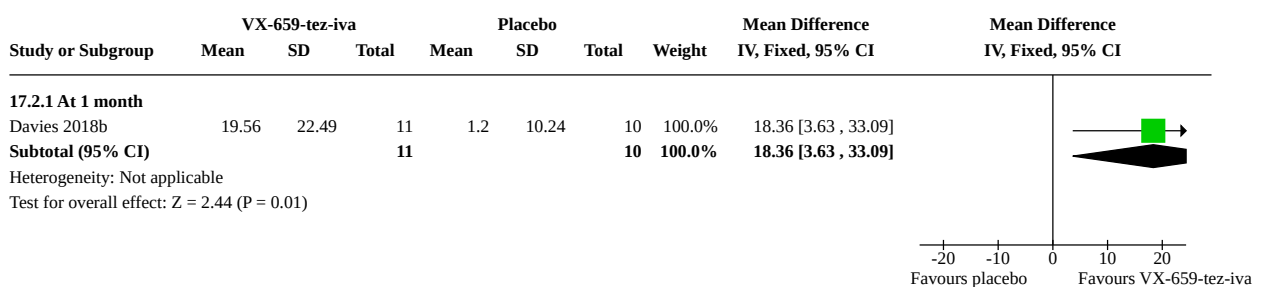 VX-659-tez-iva Placebo Mean Difference Mean Difference
Study or Subgroup Mean SD Total Mean SD Total Weight IV, Fixed, 95% CI IV, Fixed, 95% CI
17.2.1 At 1 month
Davies 2018b 19.56 22.49 11 1.2 10.24 10 100.0% 18.36 [3.63 , 33.09]
Subtotal (95% CI) 11 10 100.0% 18.36 [3.63 , 33.09]
Heterogeneity: Not applicable
Test for overall effect: Z = 2.44 (P = 0.01)
-20 -10 0 10 20
Favours placebo Favours VX-659-tez-iva